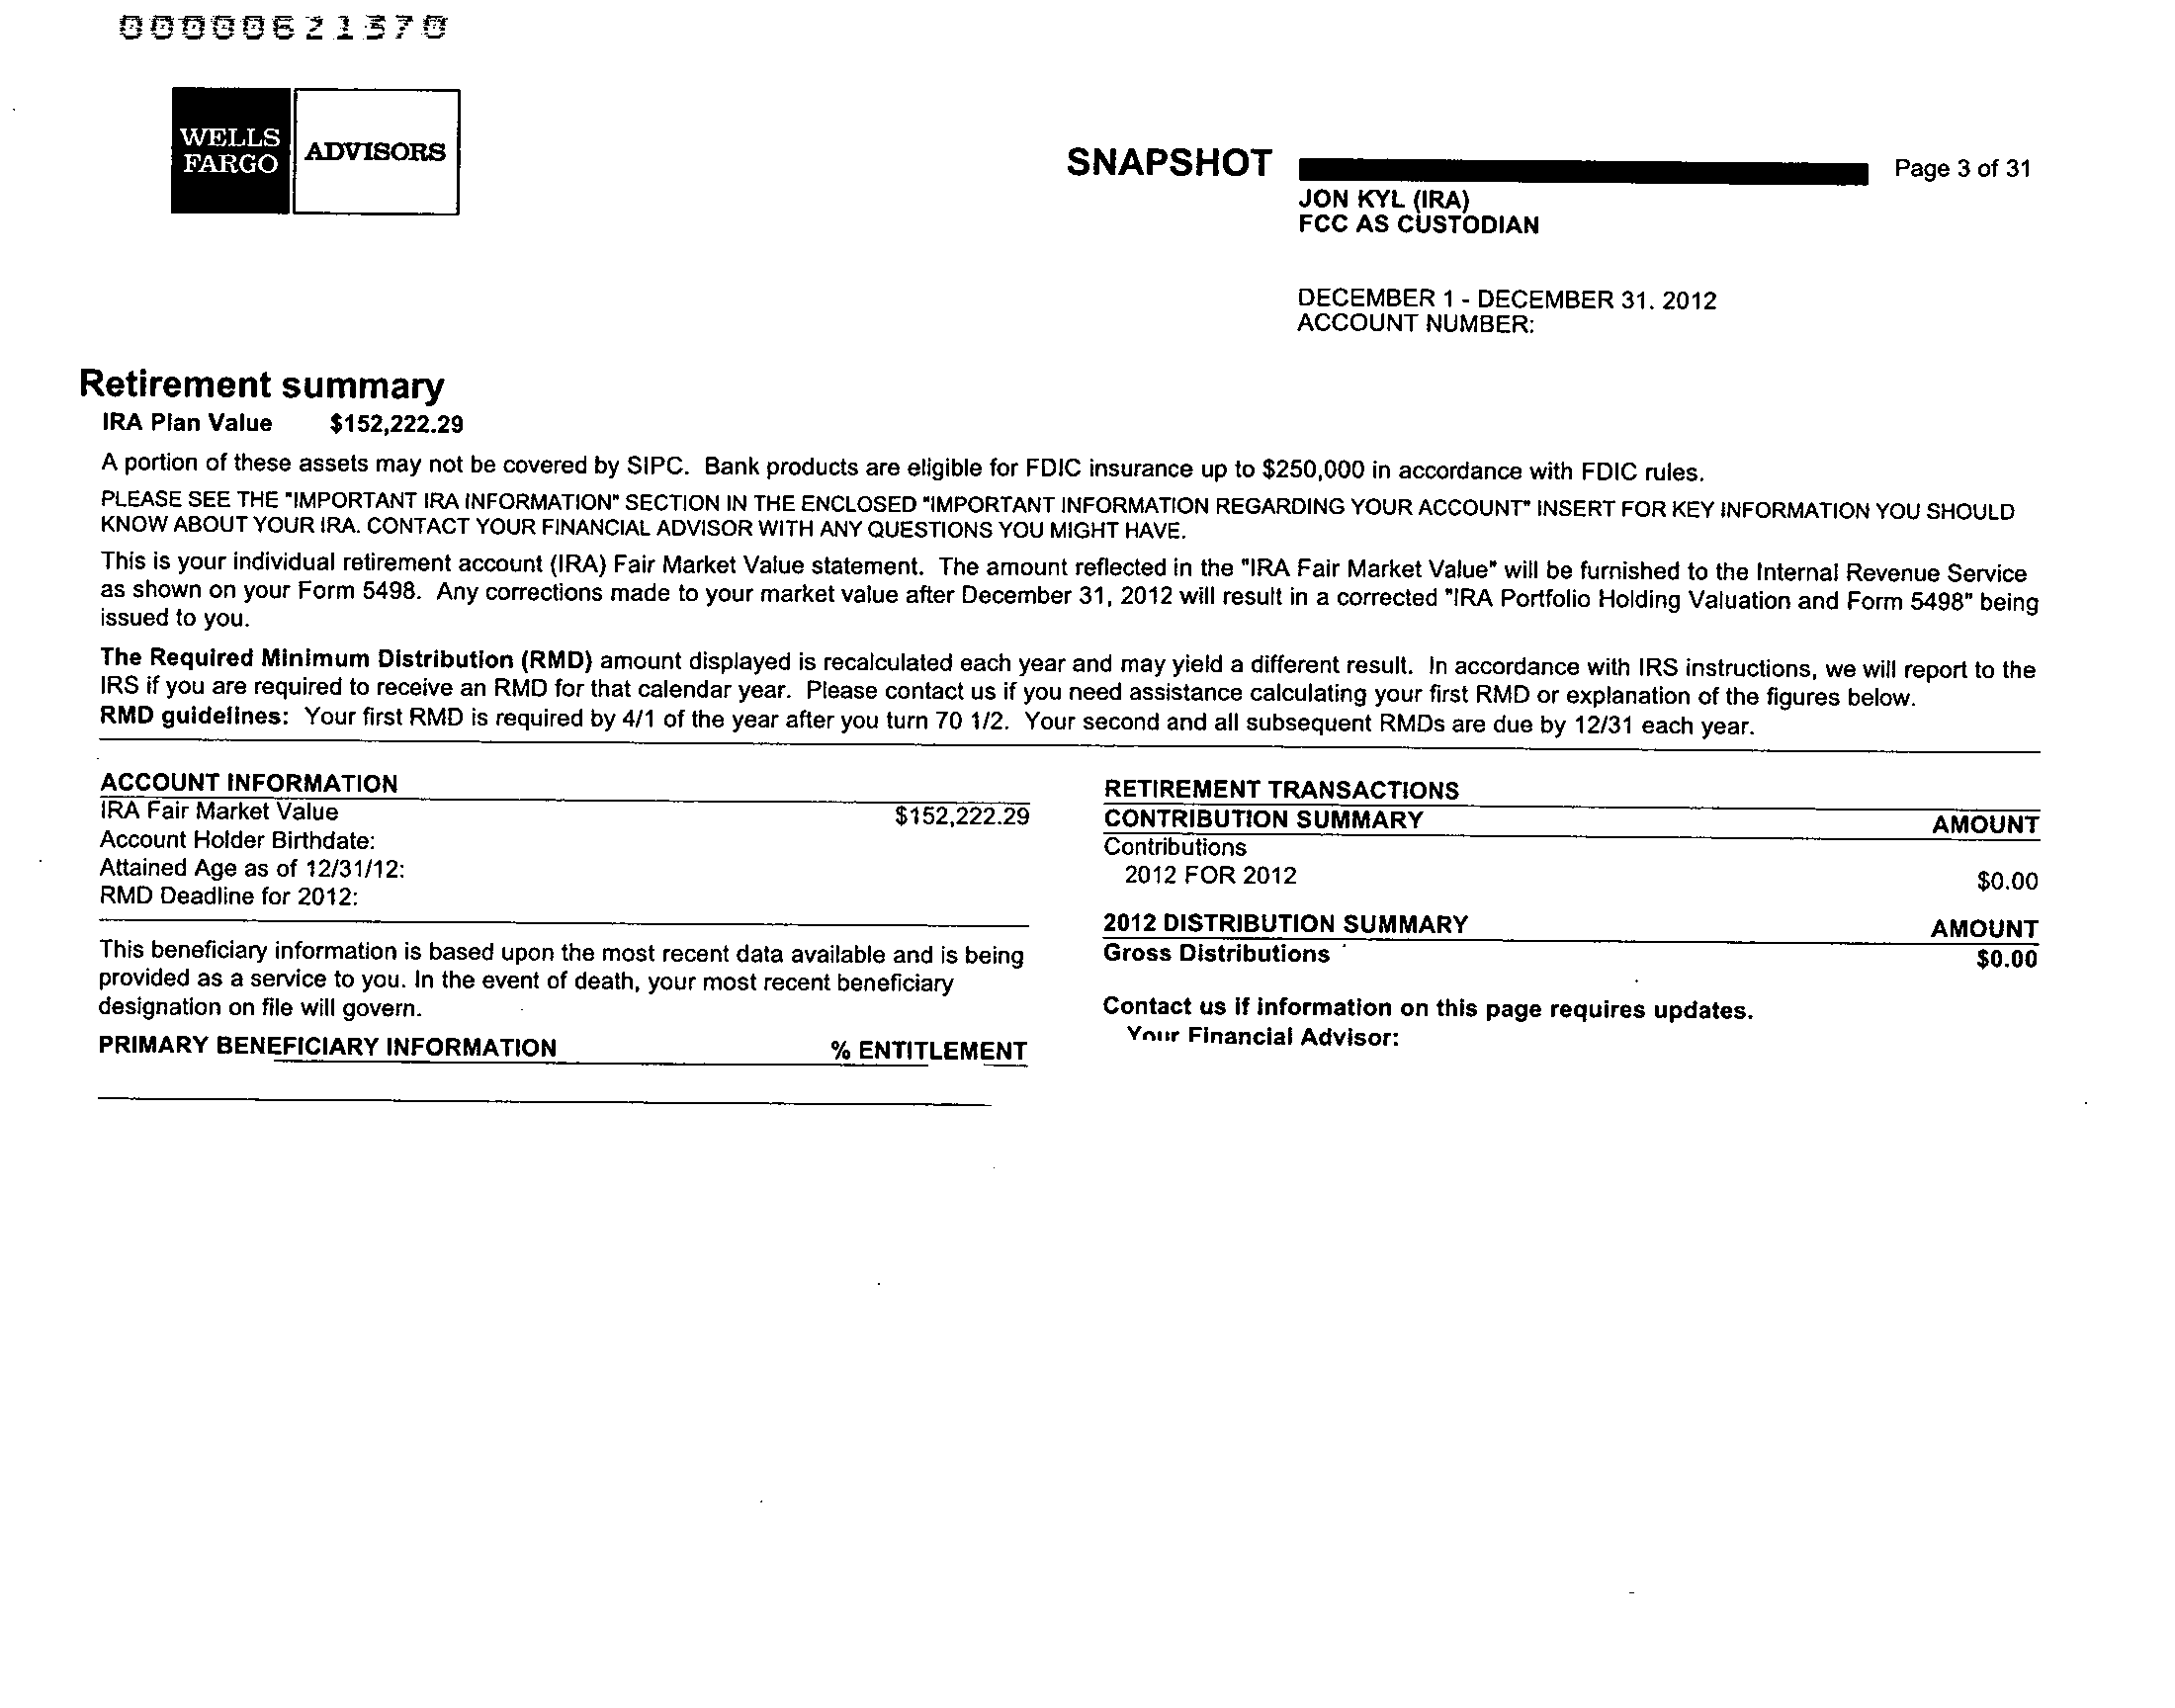 00000621370
WELLS
FARGO
ADVISORS
SNAPSHOT
Page 3 of 31
JON KYL (IRA)
FCC AS CUSTODIAN
DECEMBER 1 - DECEMBER 31. 2012
ACCOUNT NUMBER:
Retirement summary
IRA Plan Value $152,222.29
A portion of these assets may not be covered by SIPC. Bank products are eligible for FDIC insurance up to $250,000 in accordance with FDIC rules.
PLEASE SEE THE "IMPORTANT IRA INFORMATION" SECTION IN THE ENCLOSED "IMPORTANT INFORMATION REGARDING YOUR ACCOUNT" INSERT FOR KEY INFORMATION YOU SHOULD
KNOW ABOUT YOUR IRA. CONTACT YOUR FINANCIAL ADVISOR WITH ANY QUESTIONS YOU MIGHT HAVE.
This is your individual retirement account (IRA) Fair Market Value statement. The amount reflected in the "IRA Fair Market Value" will be furnished to the Internal Revenue Service
as shown on your Form 5498. Any corrections made to your market value after December 31, 2012 will result in a corrected "IRA Portfolio Holding Valuation and Form 5498" being
issued to you.
The Required Minimum Distribution (RMD) amount displayed is recalculated each year and may yield a different result. In accordance with IRS instructions, we will report to the
IRS if you are required to receive an RMD for that calendar year. Please contact us if you need assistance calculating your first RMD or explanation of the figures below.
RMD guidelines: Your first RMD is required by 4/1 of the year after you turn 70 1/2. Your second and all subsequent RMDs are due by 12/31 each year.
ACCOUNT INFORMATION
IRA Fair Market Value $152,222.29
Account Holder Birthdate:
Attained Age as of 12/31/12:
RMD Deadline for 2012:
This beneficiary information is based upon the most recent data available and is being
provided as a service to you. In the event of death, your most recent beneficiary
designation on file will govern.
PRIMARY BENEFICIARY INFORMATION % ENTITLEMENT
RETIREMENT TRANSACTIONS
CONTRIBUTION SUMMARY AMOUNT
Contributions
2012 FOR 2012 $0.00
2012 DISTRIBUTION SUMMARY AMOUNT
Gross Distributions $0.00
Contact us if information on this page requires updates.
Your Financial Advisor: